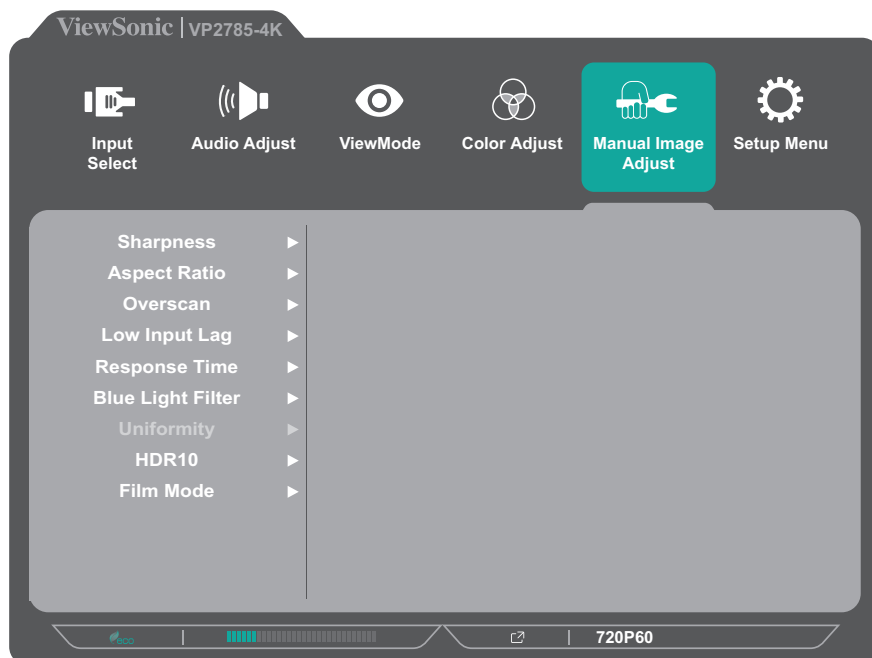 ViewSonic | VP2785-4K
Input Select
Audio Adjust
ViewMode
Color Adjust
Manual Image Adjust
Setup Menu
Sharpness
Aspect Ratio
Overscan
Low Input Lag
Response Time
Blue Light Filter
Uniformity
HDR10
Film Mode
eco
720P60